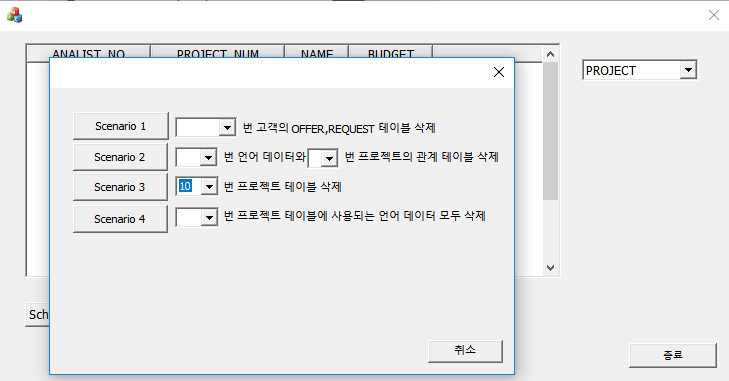 ANALIST_NO PROJECT_NUM NAME BUDGET
PROJECT
Scenario 1 번 고객의 OFFER,REQUEST 테이블 삭제
Scenario 2 번 언어 데이터와 번 프로젝트의 관계 테이블 삭제
Scenario 3 10 번 프로젝트 테이블 삭제
Scenario 4 번 프로젝트 테이블에 사용되는 언어 데이터 모두 삭제
Sch
취소
종료